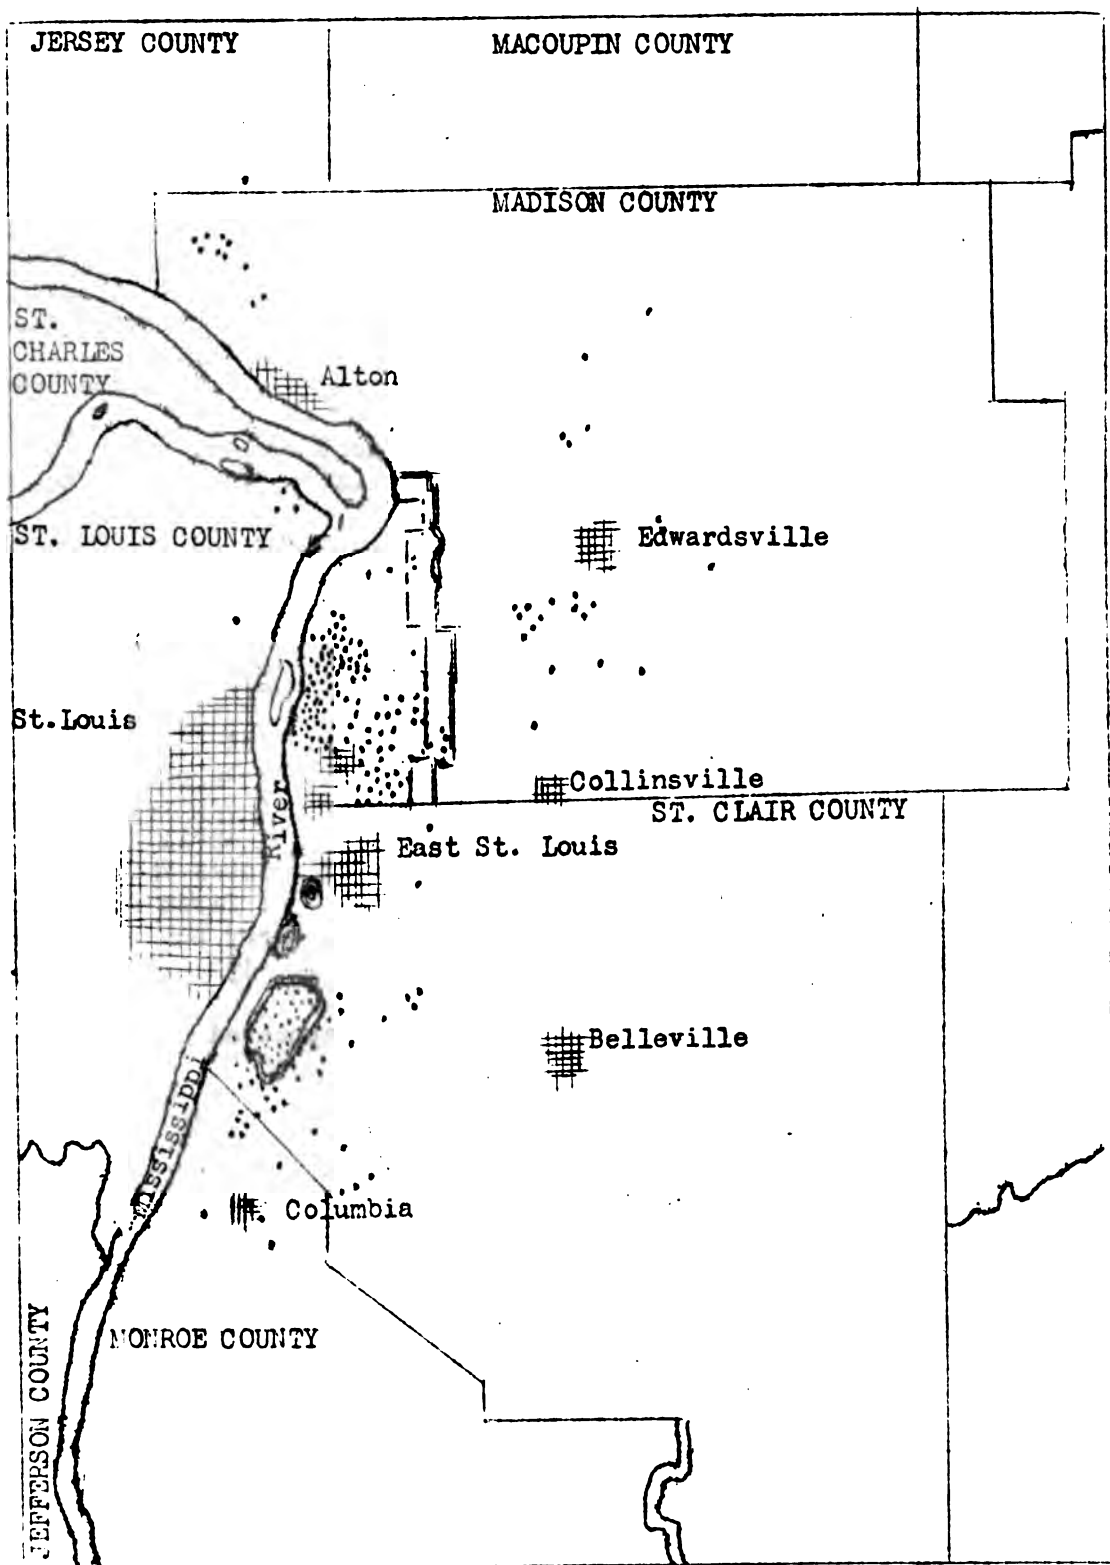 JERSEY COUNTY
MACOUPIN COUNTY
MADISON COUNTY
ST.
CHARLES
COUNTY
Alton
ST. LOUIS COUNTY
Edwardsville
St.Louis
River
Collinsville
ST. CLAIR COUNTY
East St. Louis
Belleville
Mississippi
Columbia
MONROE COUNTY
JEFFERSON COUNTY